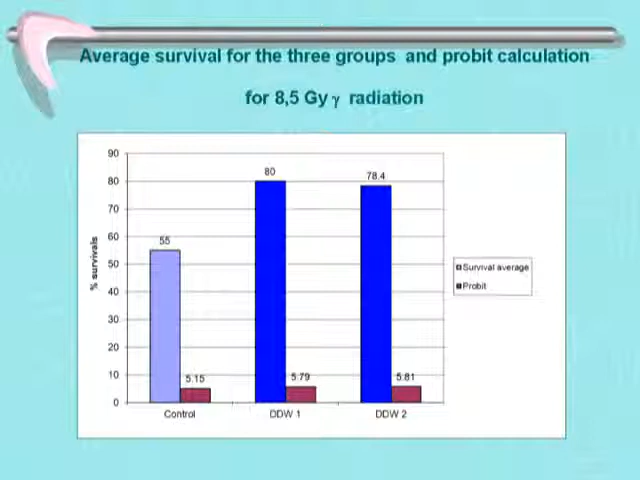 Average survival for the three groups and probit calculation
for 8,5 Gy γ radiation
90
80
70
60
50
40
30
20
10
0
% survivals
55
5.15
80
5.79
78.4
5.81
Control
DDW 1
DDW 2
Survival average
Probit